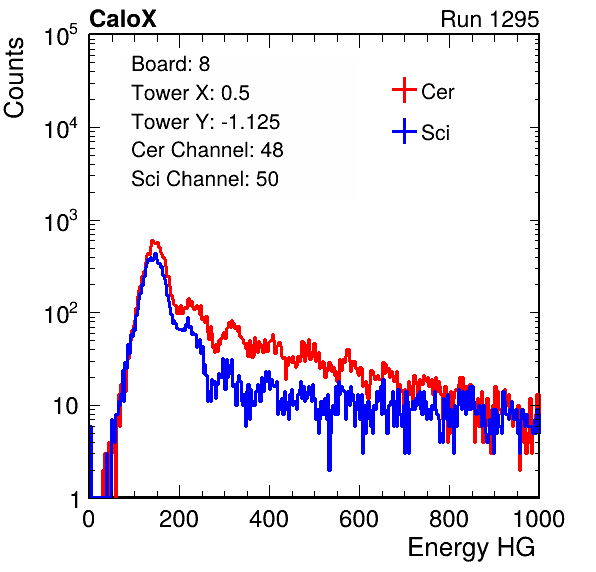 CaloX Run 1295
Counts
Board: 8
Tower X: 0.5
Tower Y: -1.125
Cer Channel: 48
Sci Channel: 50
Cer
Sci
10^5
10^4
10^3
10^2
10
1
0 200 400 600 800 1000
Energy HG